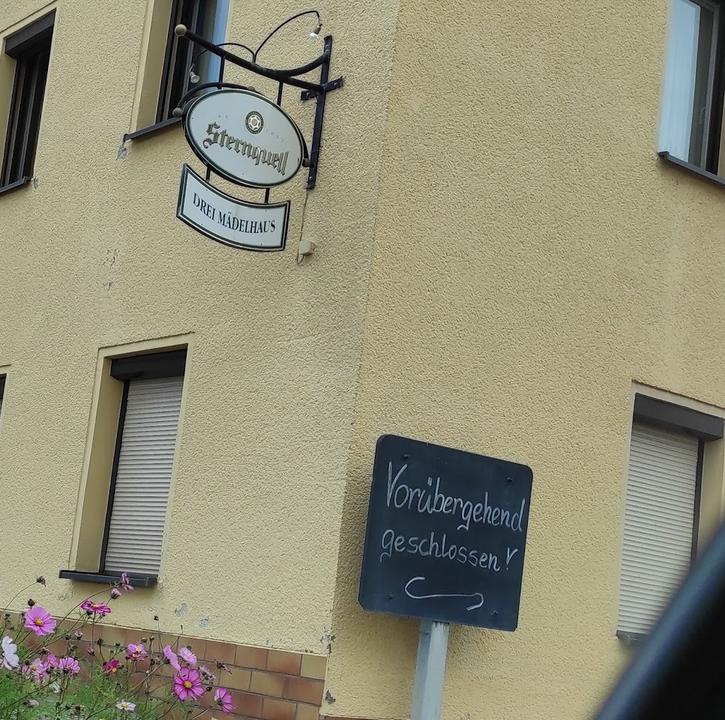 Sternquell
DREI MÄDELHAUS
Vorübergehend
geschlossen!